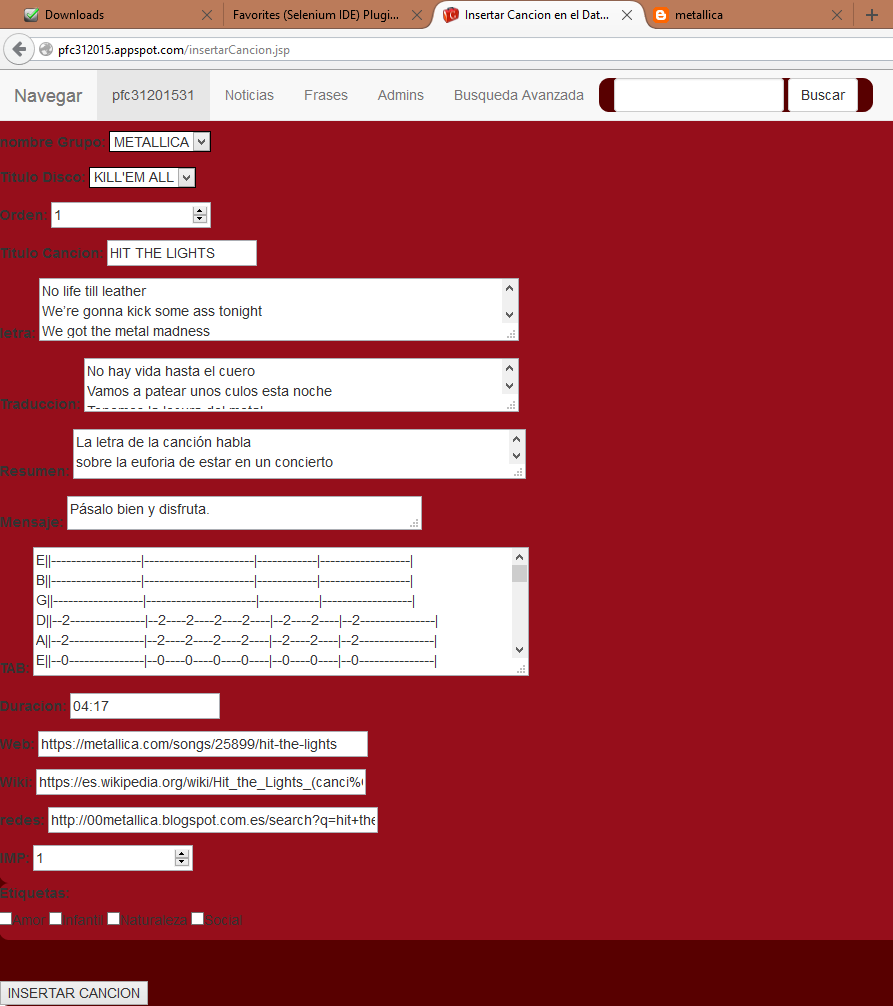 Downloads
Favorites (Selenium IDE) Plugi...
Insertar Cancion en el Dat...
metallica
pfc312015.appspot.com/insertarCancion.jsp
Navegar pfc31201531 Noticias Frases Admins Busqueda Avanzada Buscar
nombre Grupo: METALLICA
Titulo Disco: KILL'EM ALL
Orden: 1
Titulo Cancion: HIT THE LIGHTS
No life till leather
We're gonna kick some ass tonight
We got the metal madness
letra:
No hay vida hasta el cuero
Vamos a patear unos culos esta noche
Tenemos la locura del metal
Traduccion:
La letra de la canción habla
sobre la euforia de estar en un concierto
Resumen:
Pásalo bien y disfruta.
Mensaje:
E||--------------------|-------------------------|-------------|--------------------|
B||--------------------|-------------------------|-------------|--------------------|
G||--------------------|-------------------------|-------------|--------------------|
D||--2-----------------|--2----2----2----2----|--2----2----|--2-----------------|
A||--2-----------------|--2----2----2----2----|--2----2----|--2-----------------|
E||--0-----------------|--0----0----0----0----|--0----0----|--0-----------------|
TAB:
Duracion: 04:17
Web: https://metallica.com/songs/25899/hit-the-lights
Wiki: https://es.wikipedia.org/wiki/Hit_the_Lights_(canci%
redes: http://00metallica.blogspot.com.es/search?q=hit+the
IMP: 1
Etiquetas:
Amor Infantil Naturaleza Social
INSERTAR CANCION